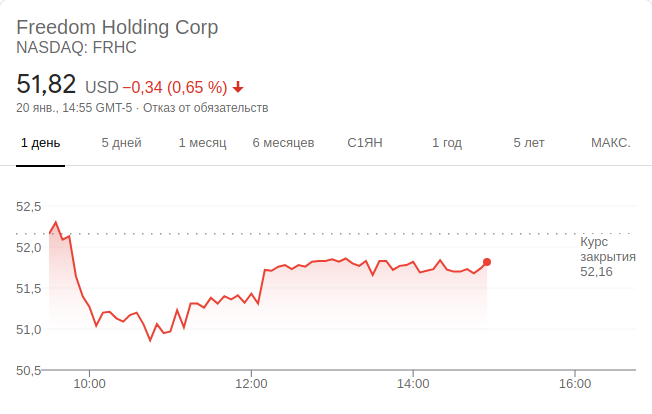 Freedom Holding Corp
NASDAQ: FRHC
51,82 USD −0,34 (0,65 %)
20 янв., 14:55 GMT-5 · Отказ от обязательств
1 день 5 дней 1 месяц 6 месяцев С1ЯН 1 год 5 лет МАКС.
52,5
52,0
51,5
51,0
50,5
Курс
закрытия
52,16
10:00 12:00 14:00 16:00